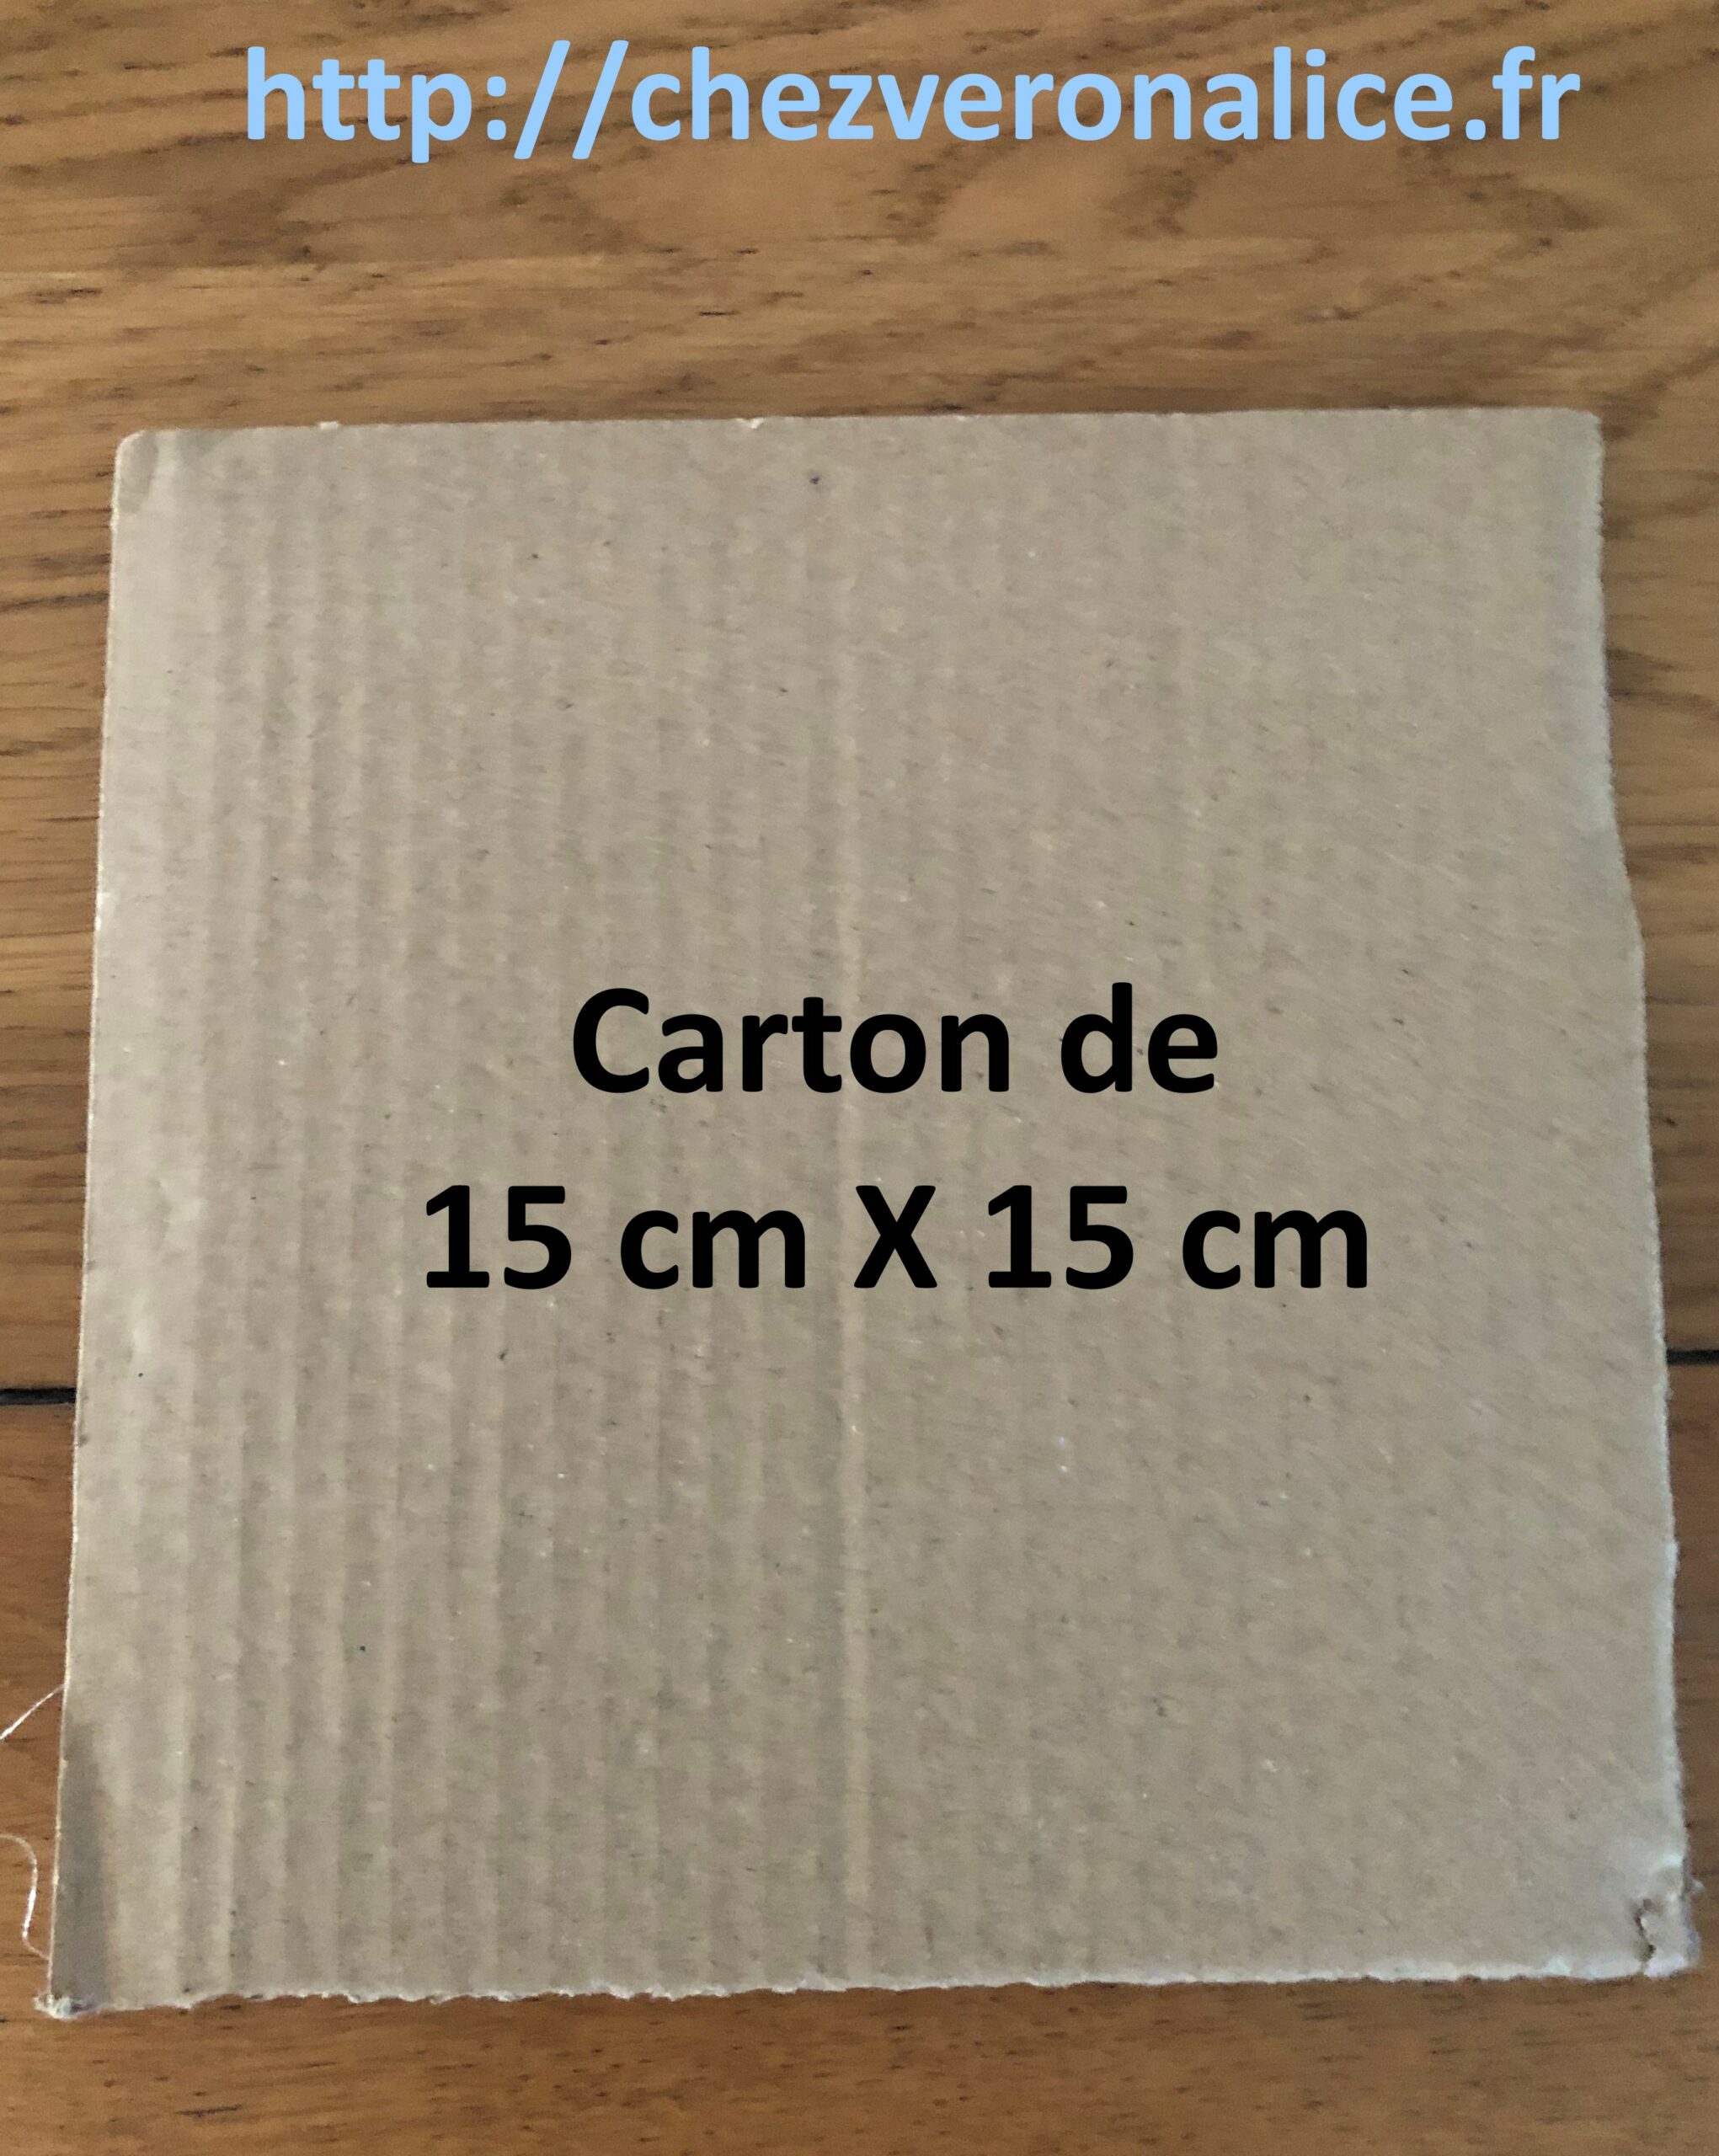 http://chezveronalice.fr
Carton de
15 cm X 15 cm